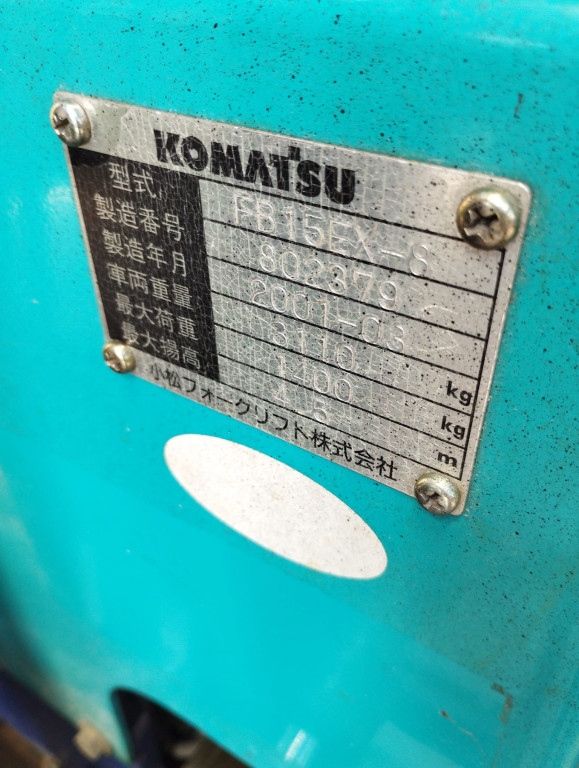 KOMATSU
型式 FB15EX-8
製造番号 802379
製造年月 2001-03
車両重量 3110 kg
最大荷重 1400 kg
最大揚高 4.5 m
小松フォークリフト株式会社